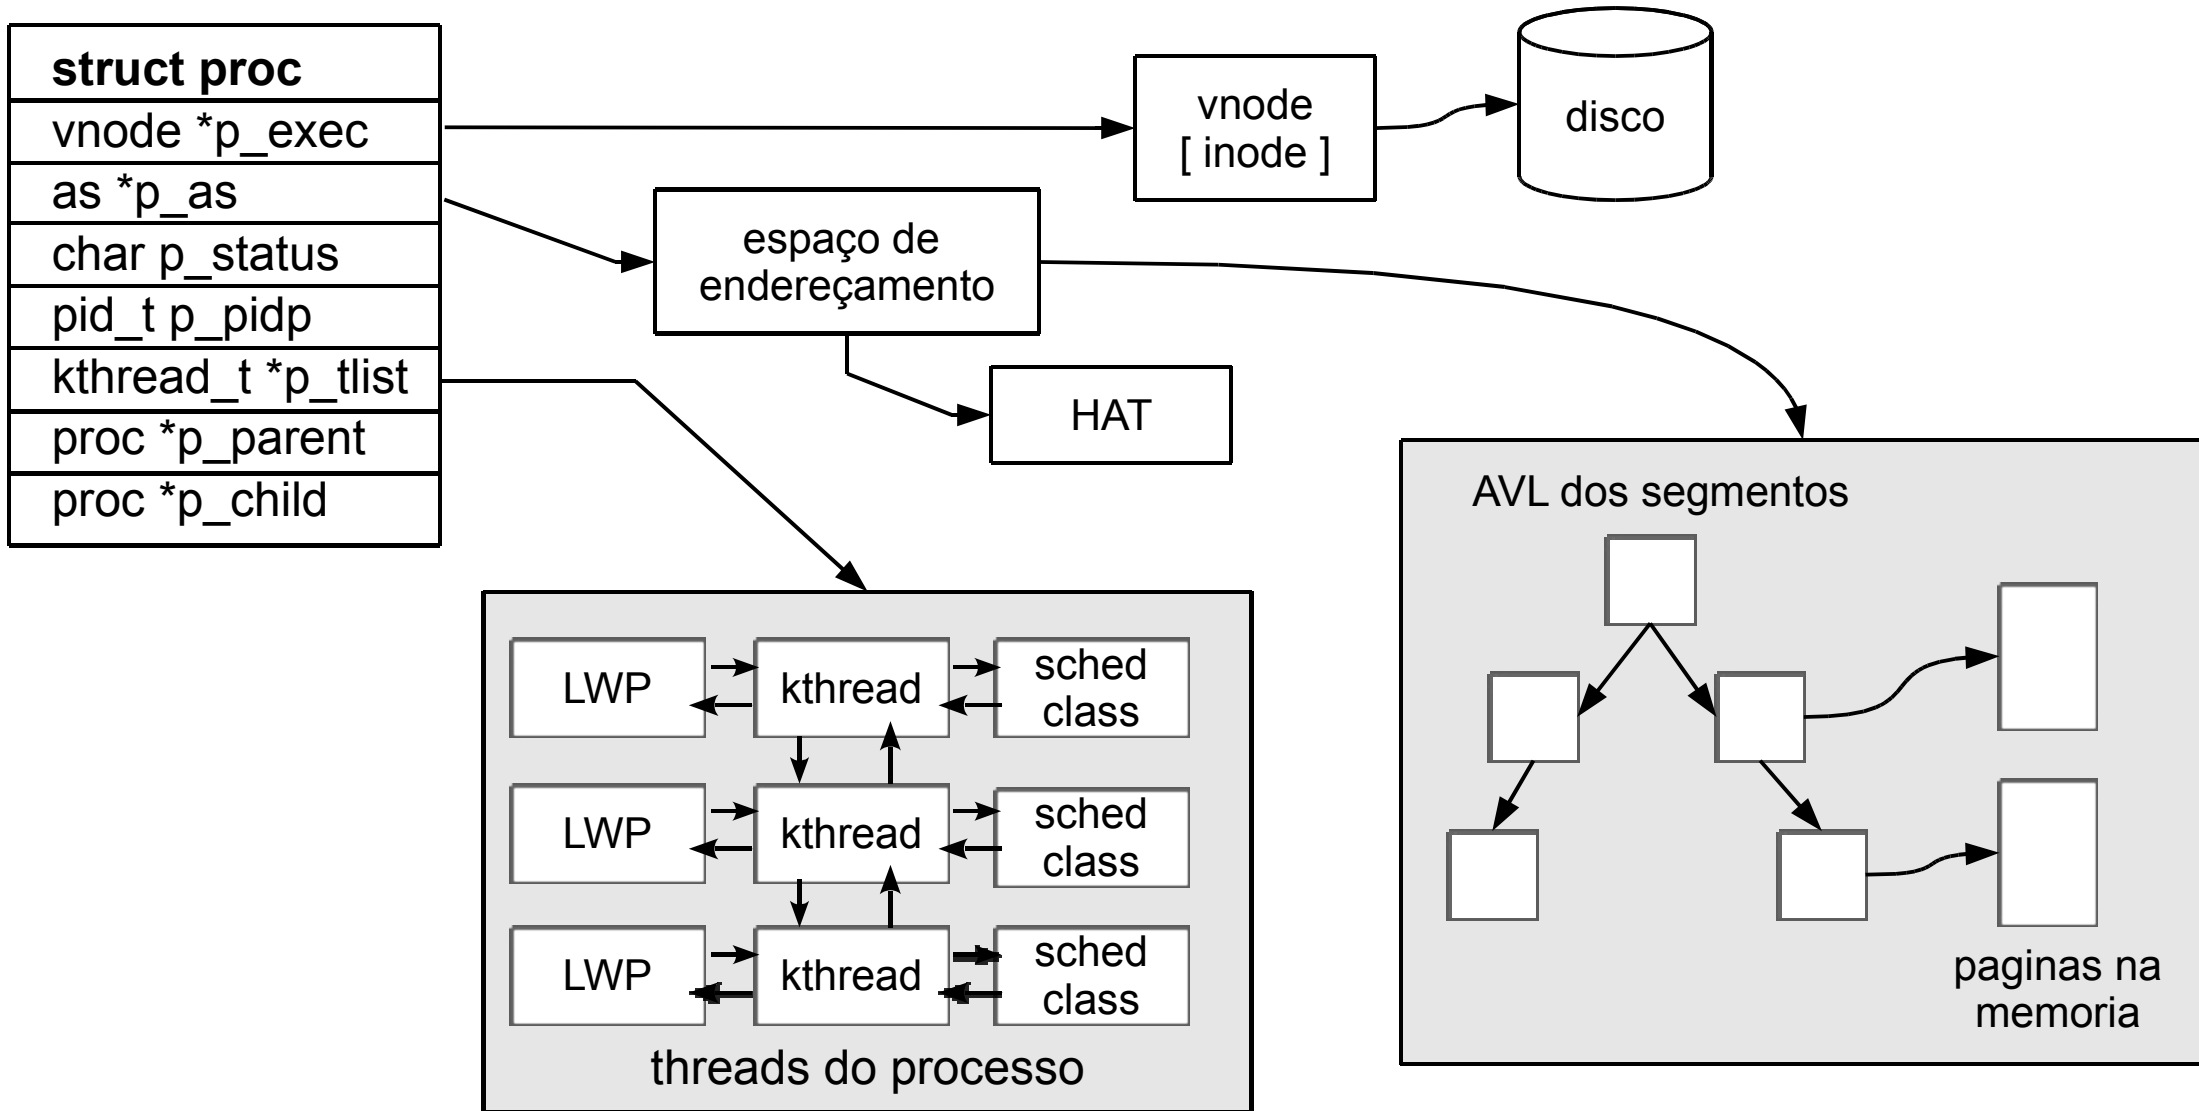 struct proc
vnode *p_exec
as *p_as
char p_status
pid_t p_pidp
kthread_t *p_tlist
proc *p_parent
proc *p_child
vnode
[ inode ]
disco
espaço de
endereçamento
HAT
LWP
kthread
sched
class
LWP
kthread
sched
class
LWP
kthread
sched
class
threads do processo
AVL dos segmentos
paginas na
memoria